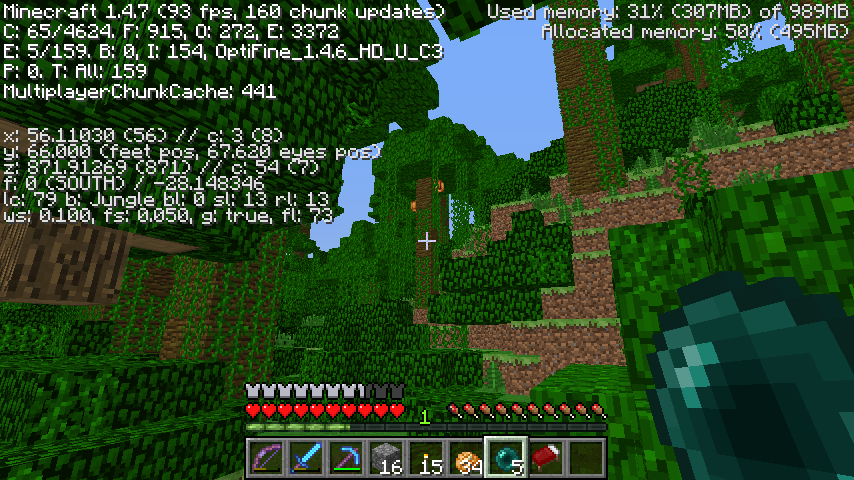 Minecraft 1.4.7 (93 fps, 160 chunk updates)
C: 65/4624. F: 915, O: 272, E: 3372
E: 5/159. B: 0, I: 154, OptiFine_1.4.6_HD_U_C3
P: 0. T: All: 159
MultiplayerChunkCache: 441
Used memory: 31% (307MB) of 989MB
Allocated memory: 50% (495MB)
x: 56.11030 (56) // c: 3 (8)
y: 66.000 (feet pos, 67.620 eyes pos)
z: 871.91269 (871) // c: 54 (7)
f: 0 (SOUTH) / -28.148346
lc: 79 b: Jungle bl: 0 sl: 13 rl: 13
ws: 0.100, fs: 0.050, g: true, fl: 73
1
16 15 34 5